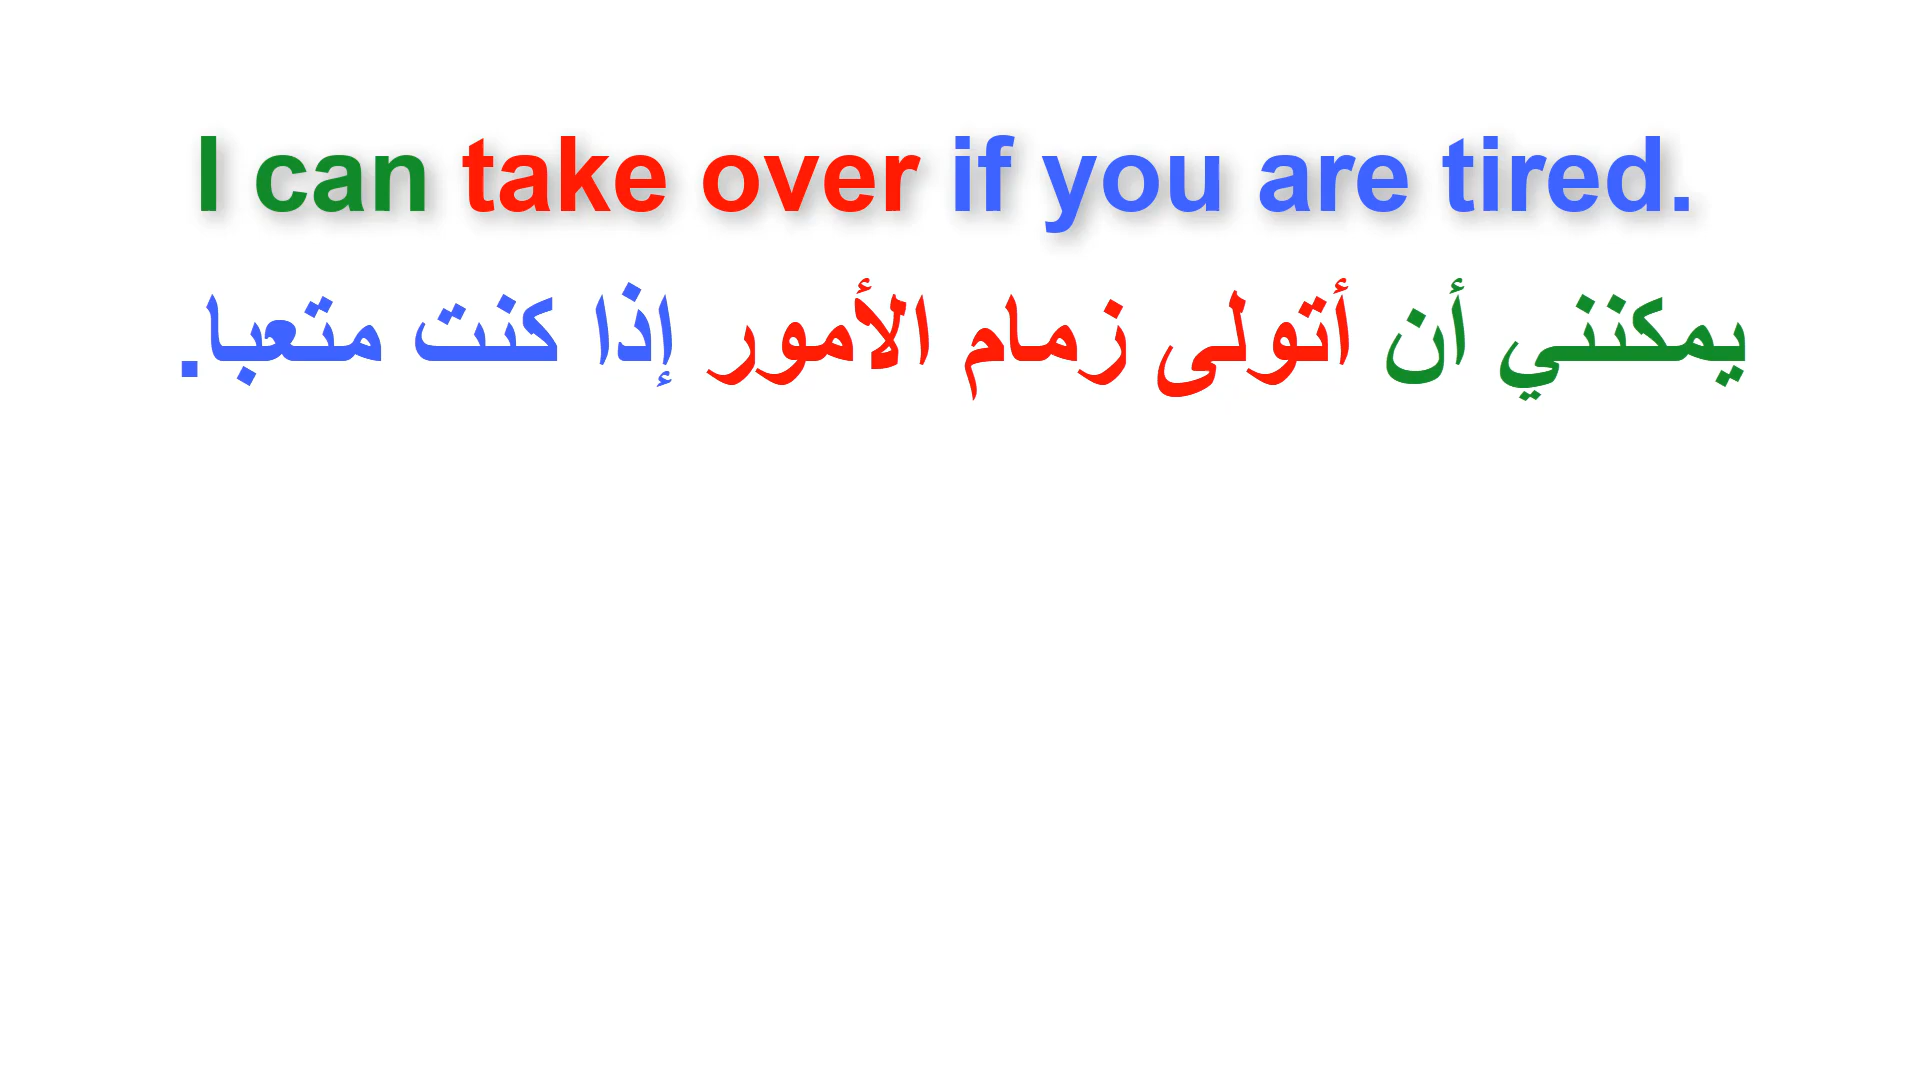 I can take over if you are tired.
يمكنني أن أتولى زمام الأمور إذا كنت متعبا.